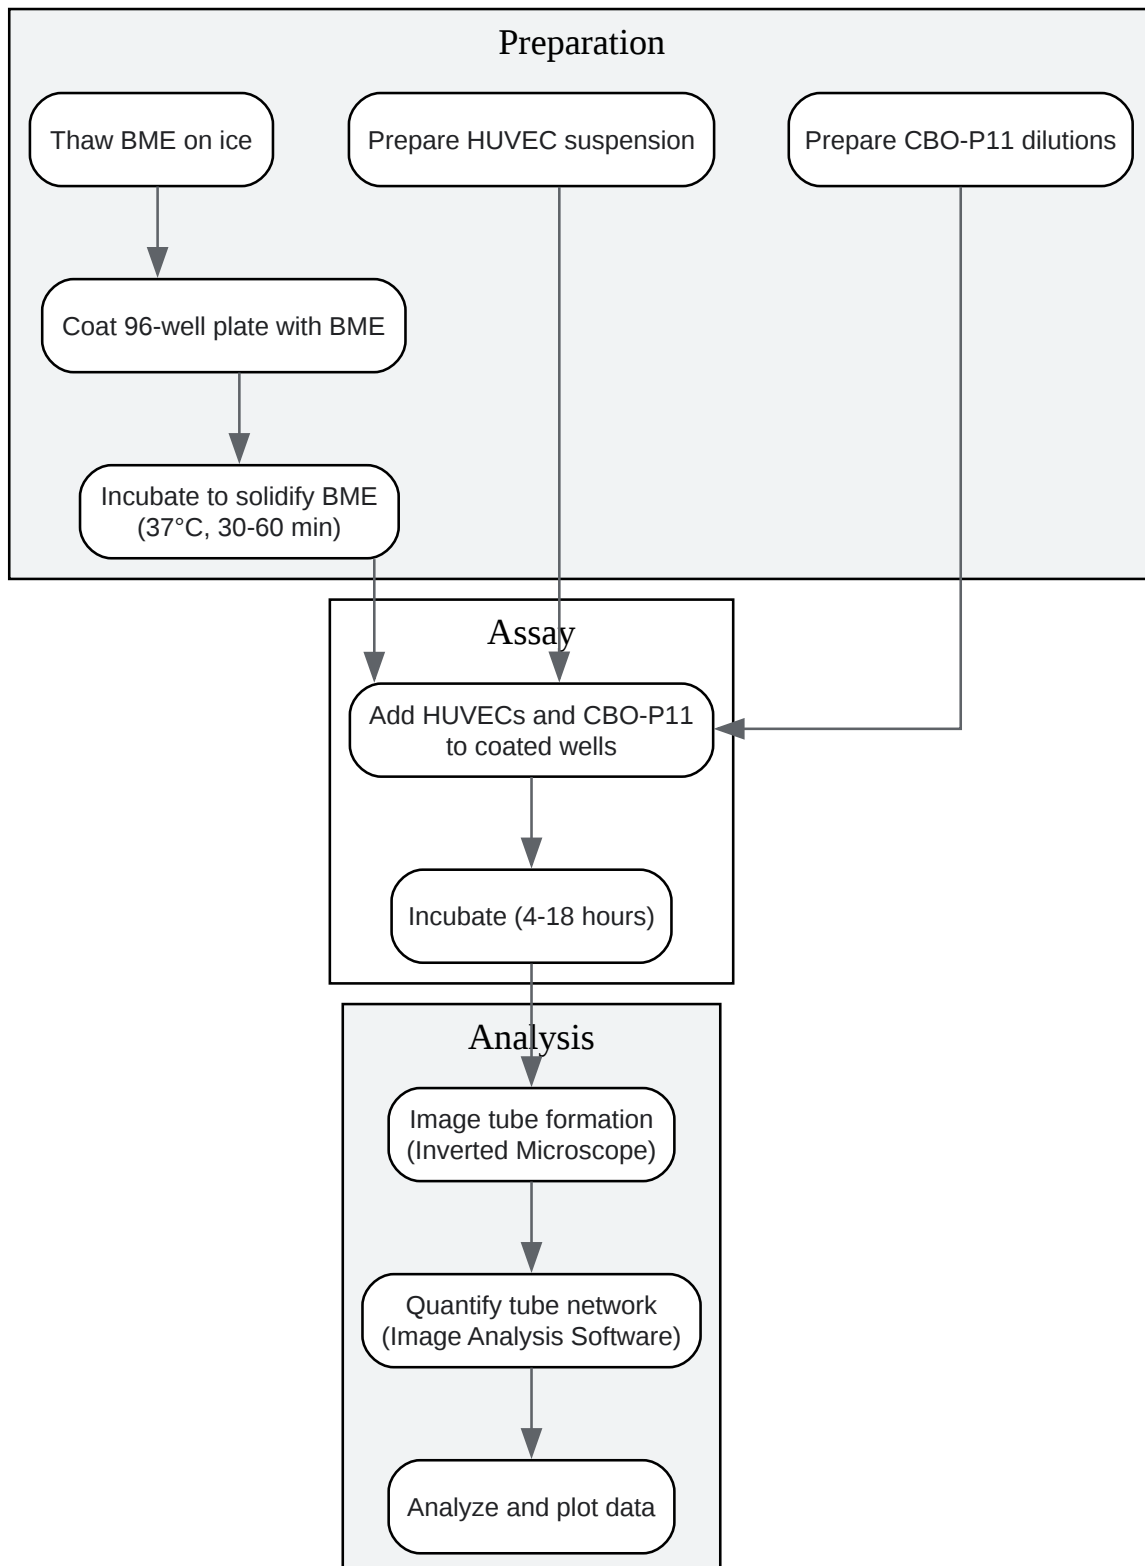 Preparation
Thaw BME on ice
Prepare HUVEC suspension
Prepare CBO-P11 dilutions
Coat 96-well plate with BME
Incubate to solidify BME
(37°C, 30-60 min)
Assay
Add HUVECs and CBO-P11
to coated wells
Incubate (4-18 hours)
Analysis
Image tube formation
(Inverted Microscope)
Quantify tube network
(Image Analysis Software)
Analyze and plot data